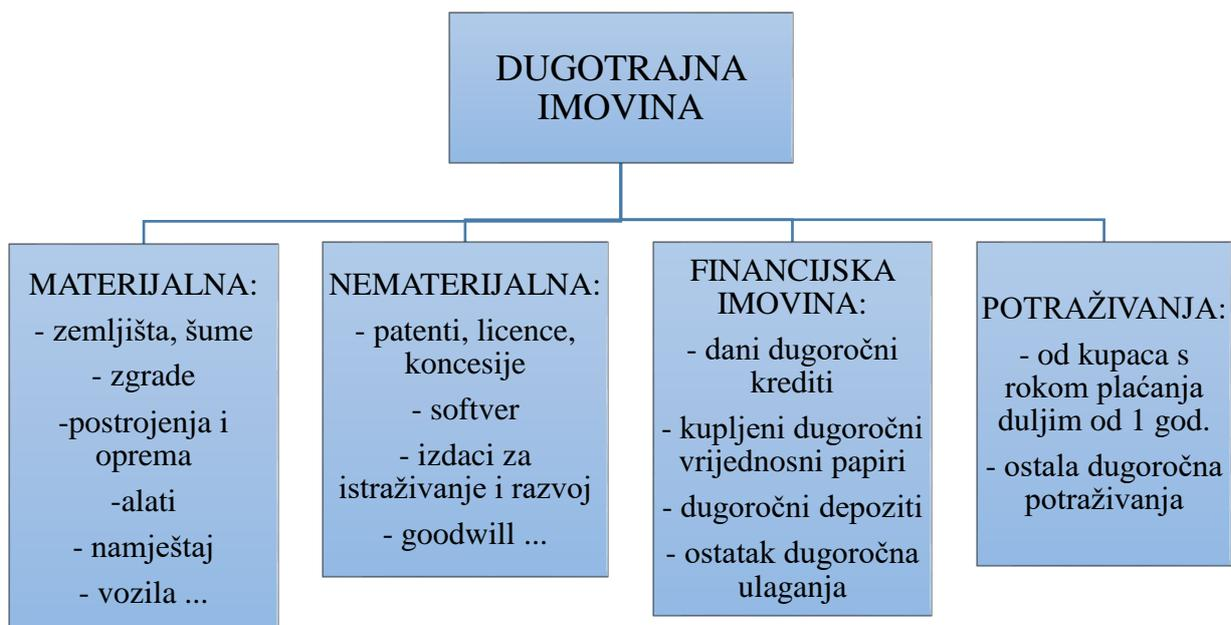 DUGOTRAJNA
IMOVINA
MATERIJALNA:
- zemljišta, šume
- zgrade
-postrojenja i
oprema
-alati
- namještaj
- vozila ...
NEMATERIJALNA:
- patenti, licence,
koncesije
- softver
- izdaci za
istraživanje i razvoj
- goodwill ...
FINANCIJSKA
IMOVINA:
- dani dugoročni
krediti
- kupljeni dugoročni
vrijednosni papiri
- dugoročni depoziti
- ostatak dugoročna
ulaganja
POTRAŽIVANJA:
- od kupaca s
rokom plaćanja
duljim od 1 god.
- ostala dugoročna
potraživanja